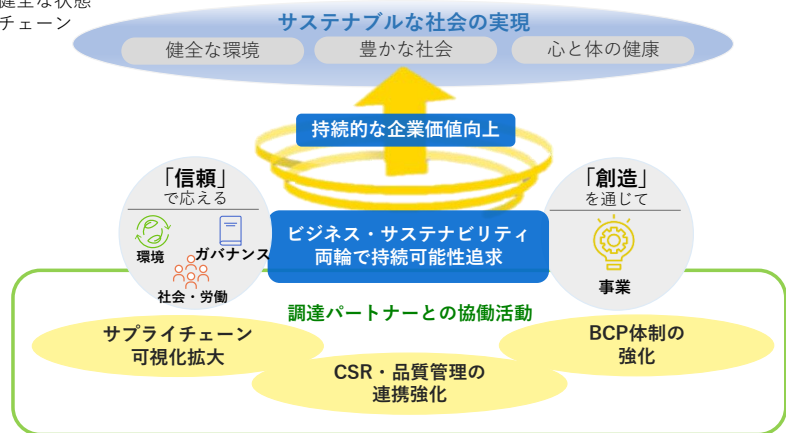 健全な状態
チェーン
サステナブルな社会の実現
健全な環境
豊かな社会
心と体の健康
持続的な企業価値向上
「信頼」
で応える
環境
ガバナンス
社会・労働
ビジネス・サステナビリティ
両輪で持続可能性追求
「創造」
を通じて
事業
調達パートナーとの協働活動
サプライチェーン
可視化拡大
CSR・品質管理の
連携強化
BCP体制の
強化